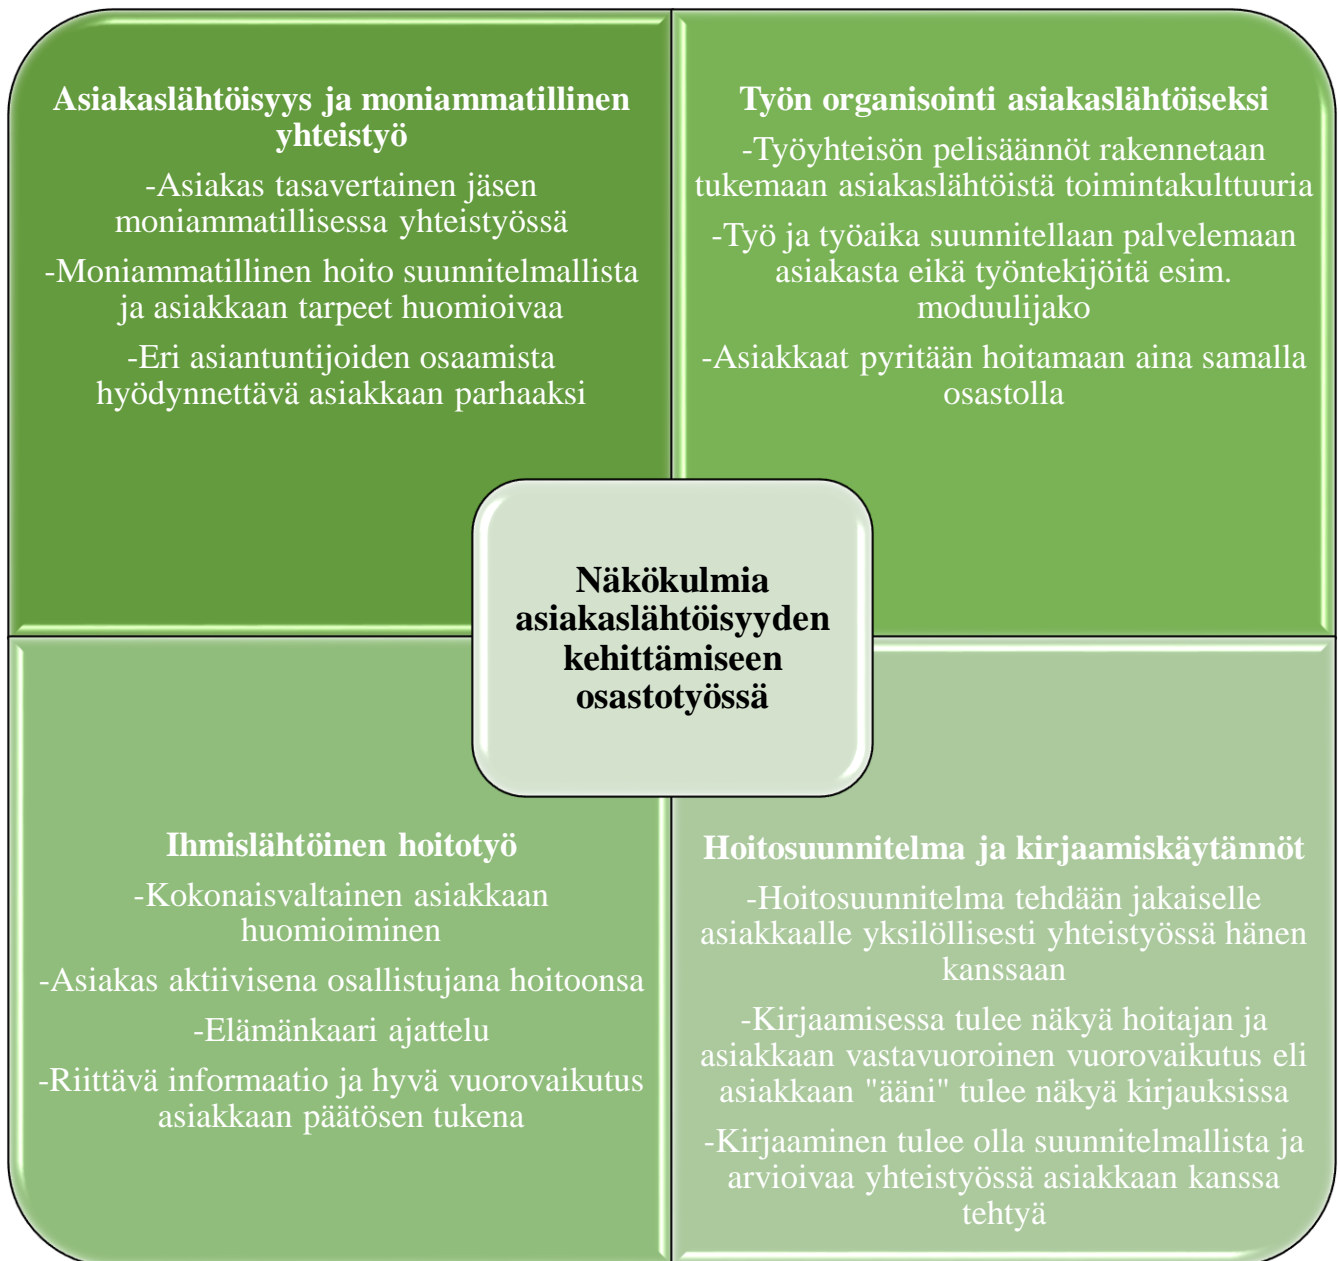 Asiakaslähtöisyys ja moniammatillinen
yhteistyö
-Asiakas tasavertainen jäsen
moniammatillisessa yhteistyössä
-Moniammatillinen hoito suunnitelmallista
ja asiakkaan tarpeet huomioivaa
-Eri asiantuntijoiden osaamista
hyödynnettävä asiakkaan parhaaksi
Työn organisointi asiakaslähtöiseksi
-Työyhteisön pelisäännöt rakennetaan
tukemaan asiakaslähtöistä toimintakulttuuria
-Työ ja työaika suunnitellaan palvelemaan
asiakasta eikä työntekijöitä esim.
moduulijako
-Asiakkaat pyritään hoitamaan aina samalla
osastolla
Näkökulmia
asiakaslähtöisyyden
kehittämiseen
osastotyössä
Ihmislähtöinen hoitotyö
-Kokonaisvaltainen asiakkaan
huomioiminen
-Asiakas aktiivisena osallistujana hoitoonsa
-Elämänkaari ajattelu
-Riittävä informaatio ja hyvä vuorovaikutus
asiakkaan päätösen tukena
Hoitosuunnitelma ja kirjaamiskäytännöt
-Hoitosuunnitelma tehdään jakaiselle
asiakkaalle yksilöllisesti yhteistyössä hänen
kanssaan
-Kirjaamisessa tulee näkyä hoitajan ja
asiakkaan vastavuoroinen vuorovaikutus eli
asiakkaan "ääni" tulee näkyä kirjauksissa
-Kirjaaminen tulee olla suunnitelmallista ja
arvioivaa yhteistyössä asiakkaan kanssa
tehtyä